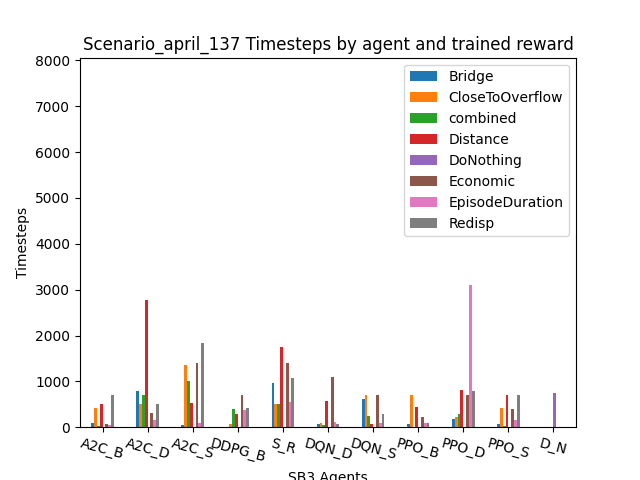 Scenario_april_137 Timesteps by agent and trained reward
8000
7000
6000
5000
4000
3000
2000
1000
0
Timesteps
Bridge
CloseToOverflow
combined
Distance
DoNothing
Economic
EpisodeDuration
Redisp
A2C_B
A2C_D
A2C_S
DDPG_B
S_R
DQN_D
DQN_S
PPO_B
PPO_D
PPO_S
D_N
SB3 Agents